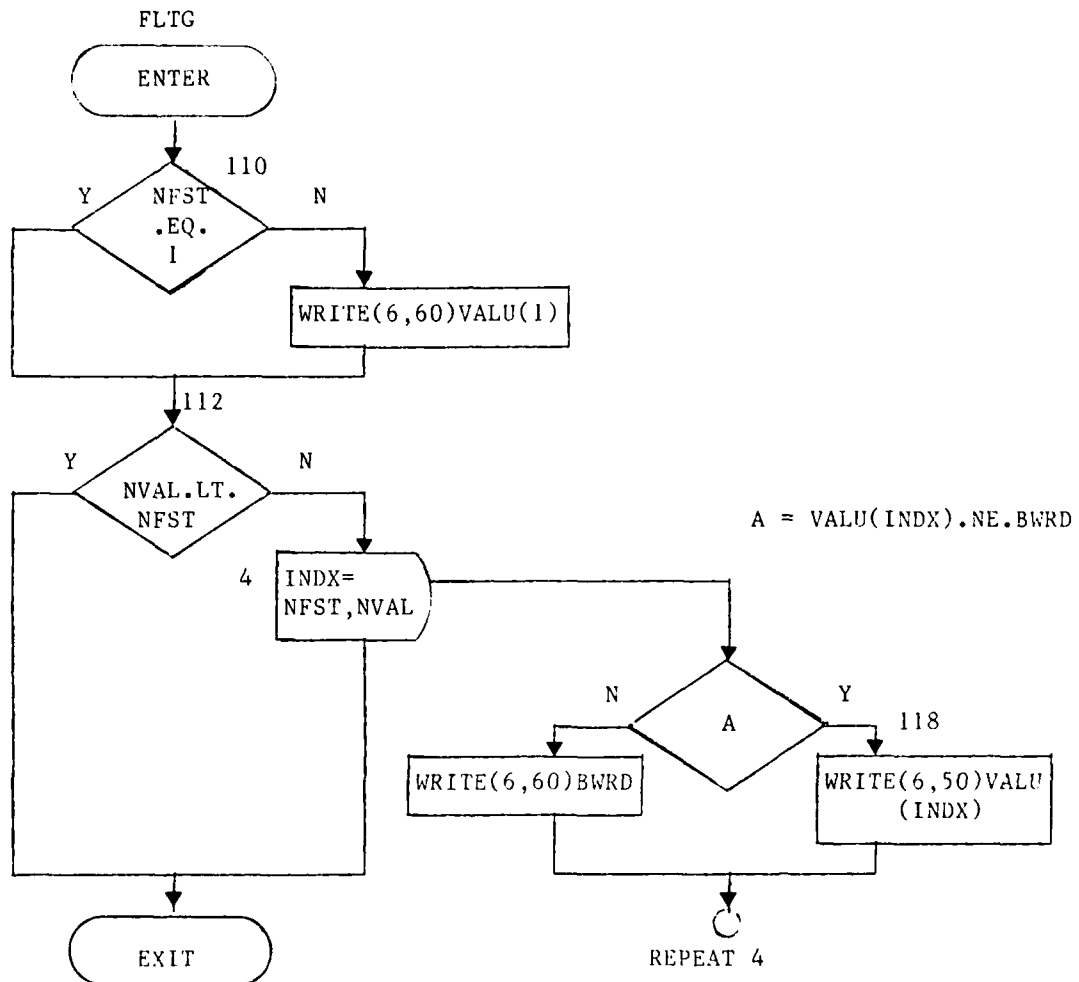 FLTG
ENTER
110
Y
NFST
.EQ.
I
N
WRITE(6,60)VALU(1)
112
Y
NVAL.LT.
NFST
N
A = VALU(INDX).NE.BWRD
4
INDX=
NFST,NVAL
N
A
Y
118
WRITE(6,60)BWRD
WRITE(6,50)VALU
(INDX)
EXIT
REPEAT 4